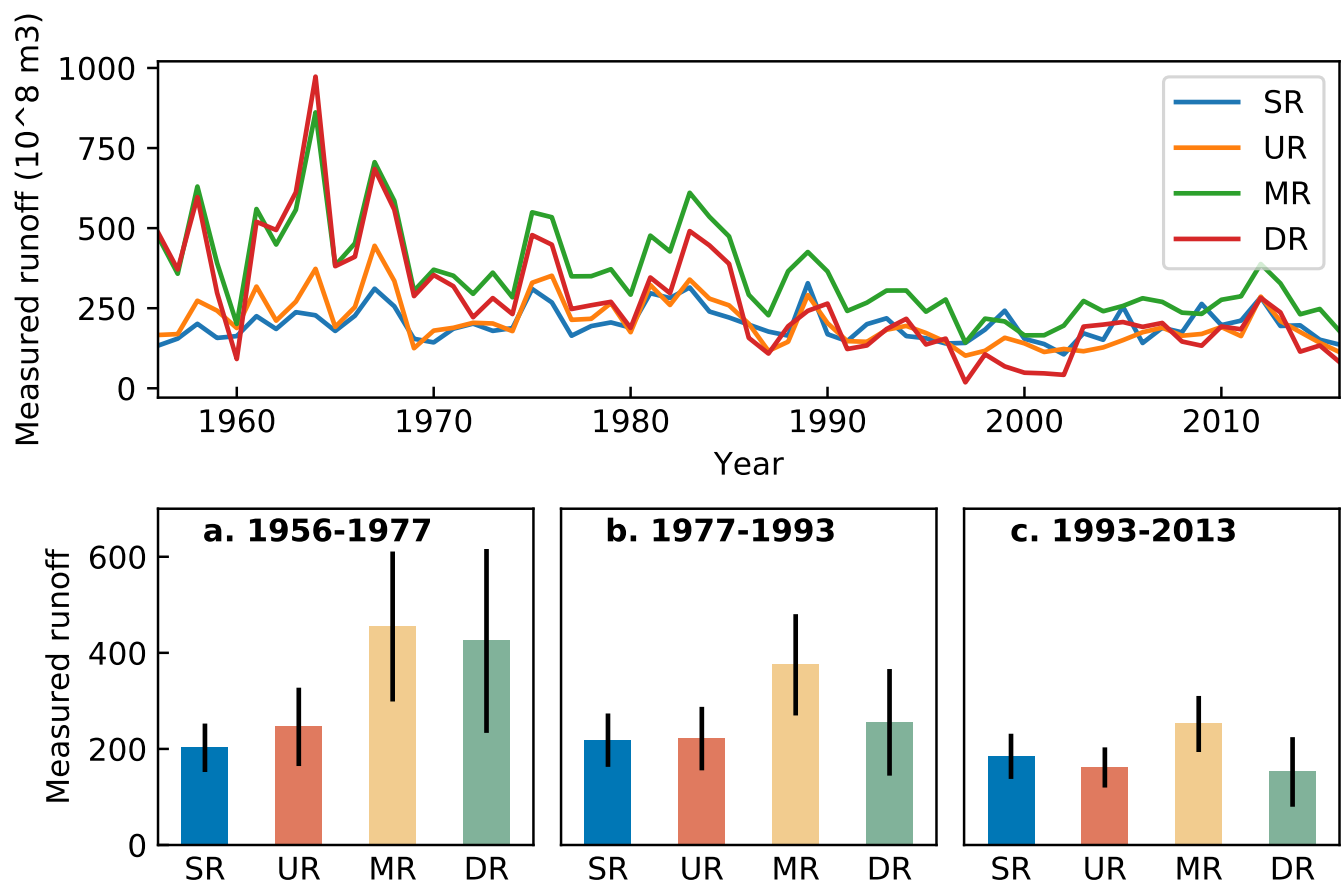 Measured runoff (10^8 m3)
1000
750
500
250
0
SR
UR
MR
DR
1960 1970 1980 1990 2000 2010
Year
Measured runoff
600
400
200
0
a. 1956-1977
b. 1977-1993
c. 1993-2013
SR UR MR DR
SR UR MR DR
SR UR MR DR